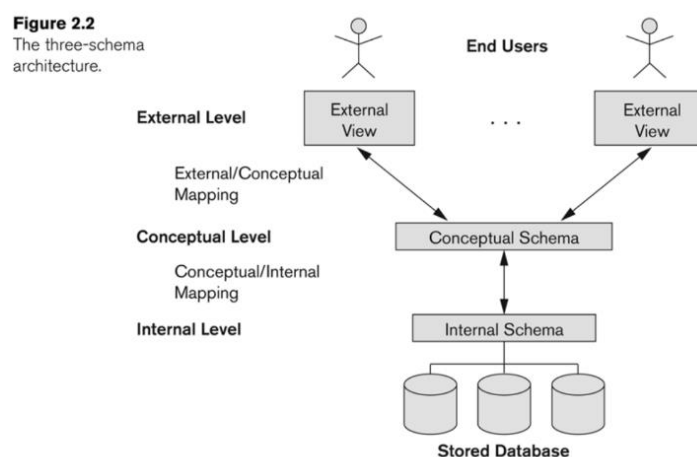 Figure 2.2
The three-schema
architecture.
End Users
External Level
External
View
. . .
External
View
External/Conceptual
Mapping
Conceptual Level
Conceptual Schema
Conceptual/Internal
Mapping
Internal Level
Internal Schema
Stored Database